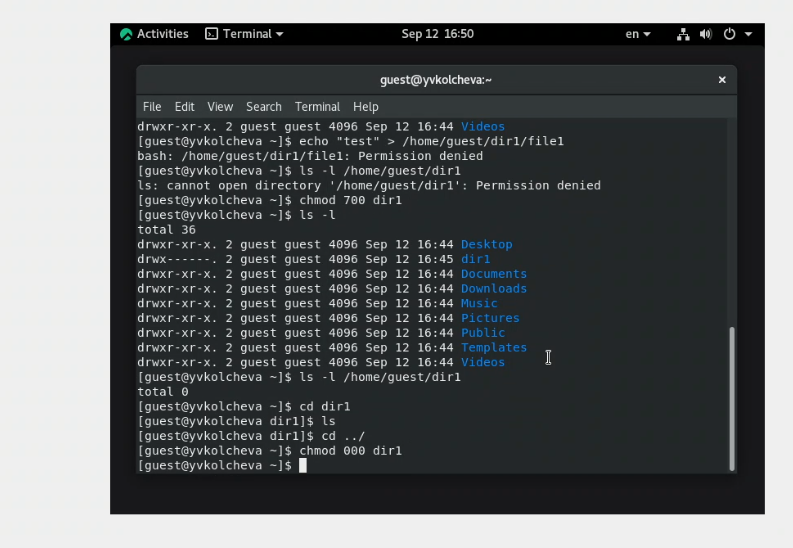 Activities Terminal Sep 12 16:50 en
guest@yvkolcheva:~ ×
File Edit View Search Terminal Help
drwxr-xr-x. 2 guest guest 4096 Sep 12 16:44 Videos
[guest@yvkolcheva ~]$ echo "test" > /home/guest/dir1/file1
bash: /home/guest/dir1/file1: Permission denied
[guest@yvkolcheva ~]$ ls -l /home/guest/dir1
ls: cannot open directory '/home/guest/dir1': Permission denied
[guest@yvkolcheva ~]$ chmod 700 dir1
[guest@yvkolcheva ~]$ ls -l
total 36
drwxr-xr-x. 2 guest guest 4096 Sep 12 16:44 Desktop
drwx------. 2 guest guest 4096 Sep 12 16:45 dir1
drwxr-xr-x. 2 guest guest 4096 Sep 12 16:44 Documents
drwxr-xr-x. 2 guest guest 4096 Sep 12 16:44 Downloads
drwxr-xr-x. 2 guest guest 4096 Sep 12 16:44 Music
drwxr-xr-x. 2 guest guest 4096 Sep 12 16:44 Pictures
drwxr-xr-x. 2 guest guest 4096 Sep 12 16:44 Public
drwxr-xr-x. 2 guest guest 4096 Sep 12 16:44 Templates
drwxr-xr-x. 2 guest guest 4096 Sep 12 16:44 Videos
[guest@yvkolcheva ~]$ ls -l /home/guest/dir1
total 0
[guest@yvkolcheva ~]$ cd dir1
[guest@yvkolcheva dir1]$ ls
[guest@yvkolcheva dir1]$ cd ../
[guest@yvkolcheva ~]$ chmod 000 dir1
[guest@yvkolcheva ~]$